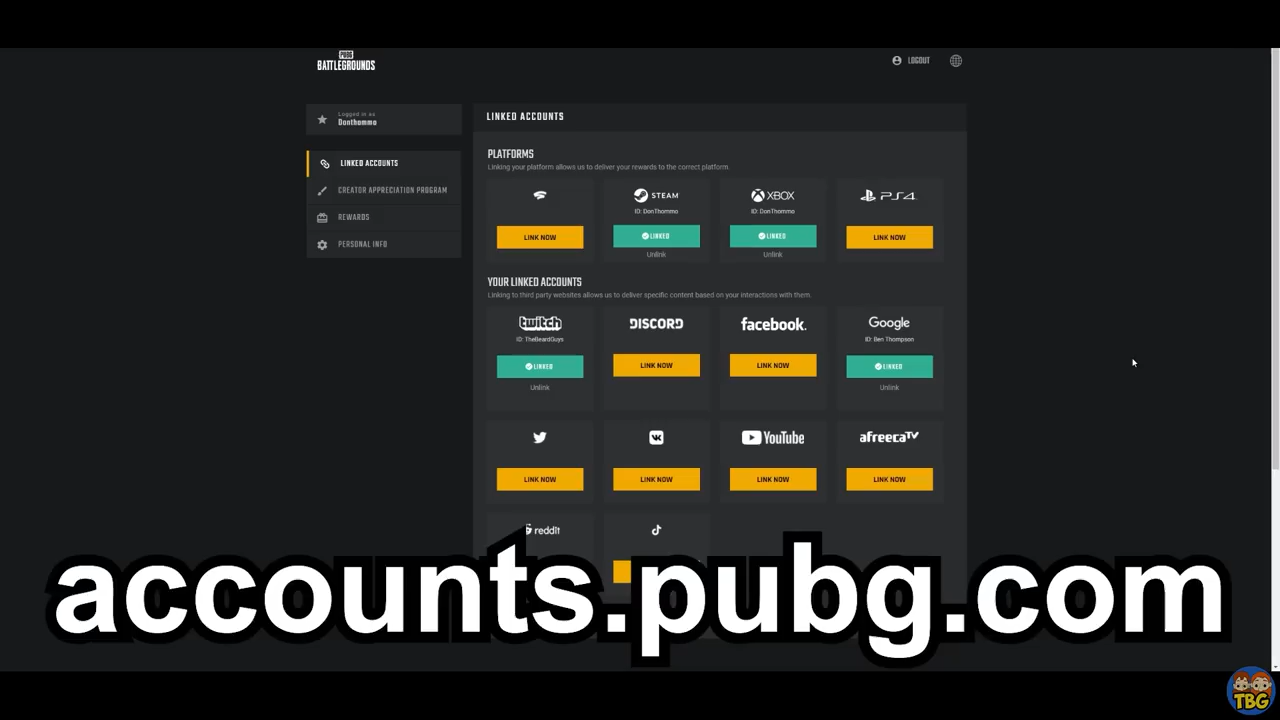 PUBG
BATTLEGROUNDS
LOGOUT
Logged in as
DonThommo
LINKED ACCOUNTS
CREATOR APPRECIATION PROGRAM
REWARDS
PERSONAL INFO
LINKED ACCOUNTS
PLATFORMS
Linking your platform allows us to deliver your rewards to the correct platform.
STEAM XBOX PS4
ID: DonThommo ID: DonThommo
LINK NOW LINKED LINKED LINK NOW
Unlink Unlink
YOUR LINKED ACCOUNTS
Linking to third party websites allows us to deliver specific content based on your interactions with them.
twitch DISCORD facebook. Google
ID: TheBeardGuys ID: Ben Thompson
LINKED LINK NOW LINK NOW LINKED
Unlink Unlink
YouTube afreecaTV
LINK NOW LINK NOW LINK NOW LINK NOW
reddit
accounts.pubg.com
TBG